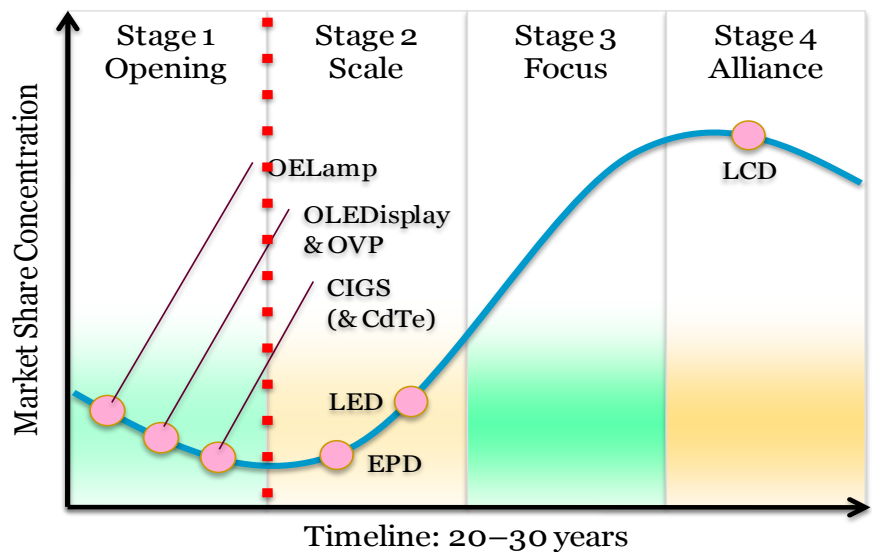 Stage 1
Opening
Stage 2
Scale
Stage 3
Focus
Stage 4
Alliance
Market Share Concentration
OELamp
OLEDisplay
& OVP
CIGS
(& CdTe)
LED
EPD
LCD
Timeline: 20–30 years